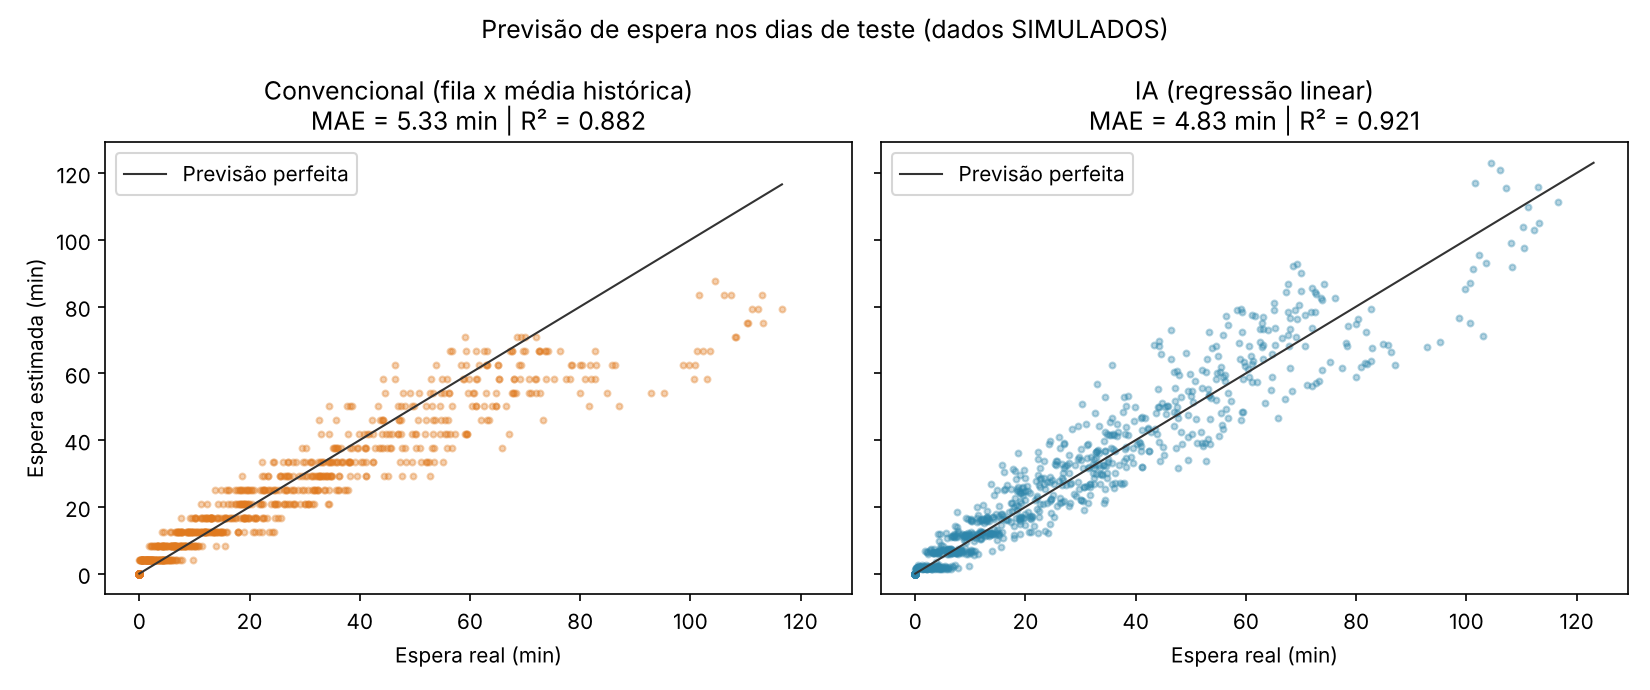 Previsão de espera nos dias de teste (dados SIMULADOS)
Convencional (fila x média histórica)
MAE = 5.33 min | R² = 0.882
Previsão perfeita
120
100
80
60
40
20
0
Espera estimada (min)
0 20 40 60 80 100 120
Espera real (min)
IA (regressão linear)
MAE = 4.83 min | R² = 0.921
Previsão perfeita
0 20 40 60 80 100 120
Espera real (min)